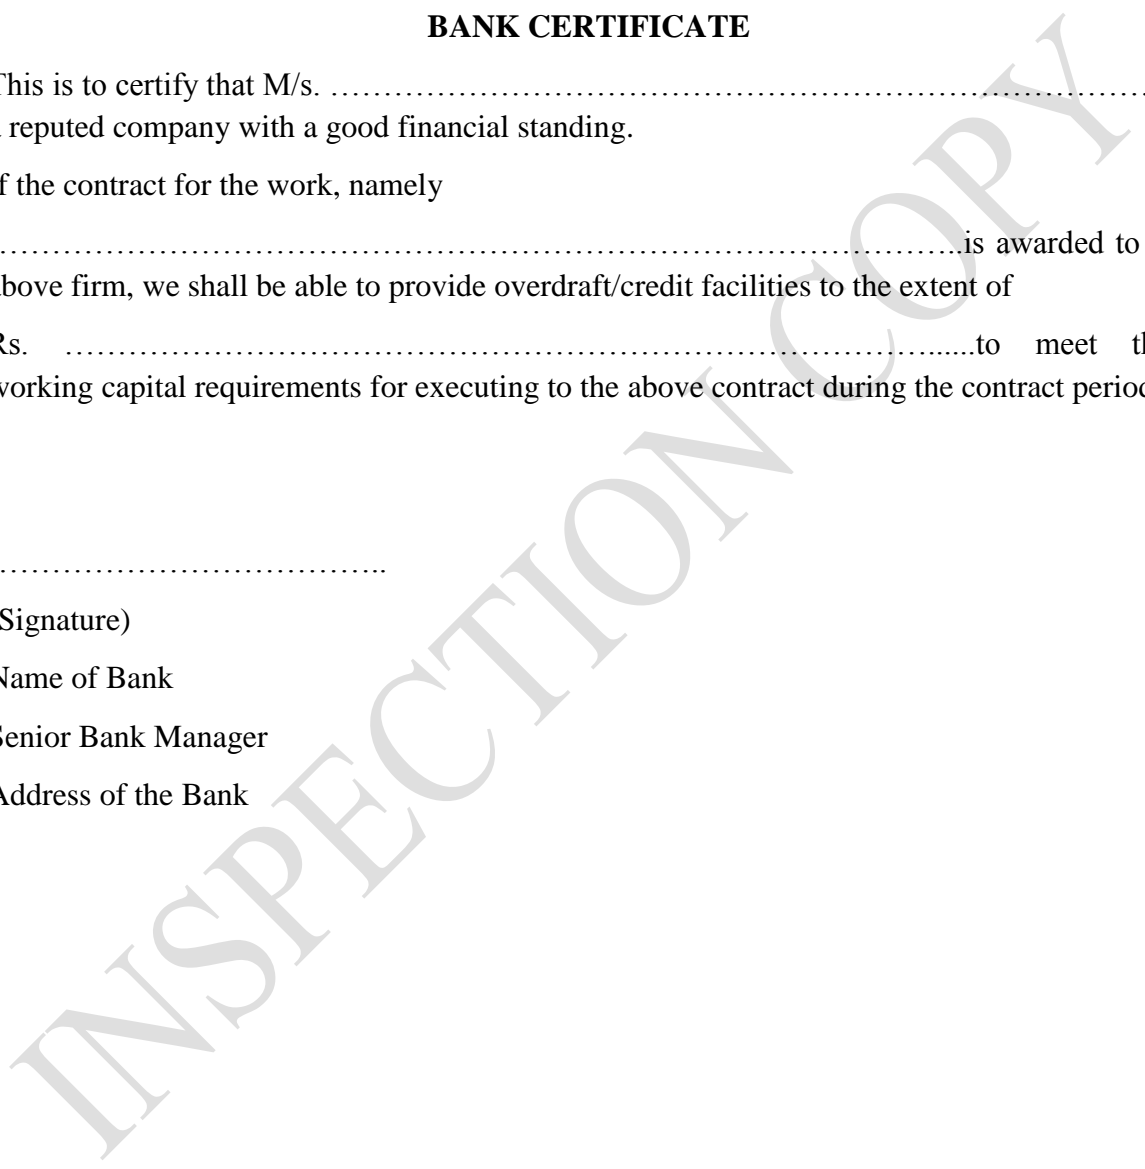 BANK CERTIFICATE
This is to certify that M/s. ……………………………………………………………………
reputed company with a good financial standing.
f the contract for the work, namely
………………………………………………………………………………..is awarded to
above firm, we shall be able to provide overdraft/credit facilities to the extent of
Rs. ………………………………………………………………………......to meet th
working capital requirements for executing to the above contract during the contract period
………………………………..
Signature)
Name of Bank
Senior Bank Manager
Address of the Bank
INSPECTION COPY